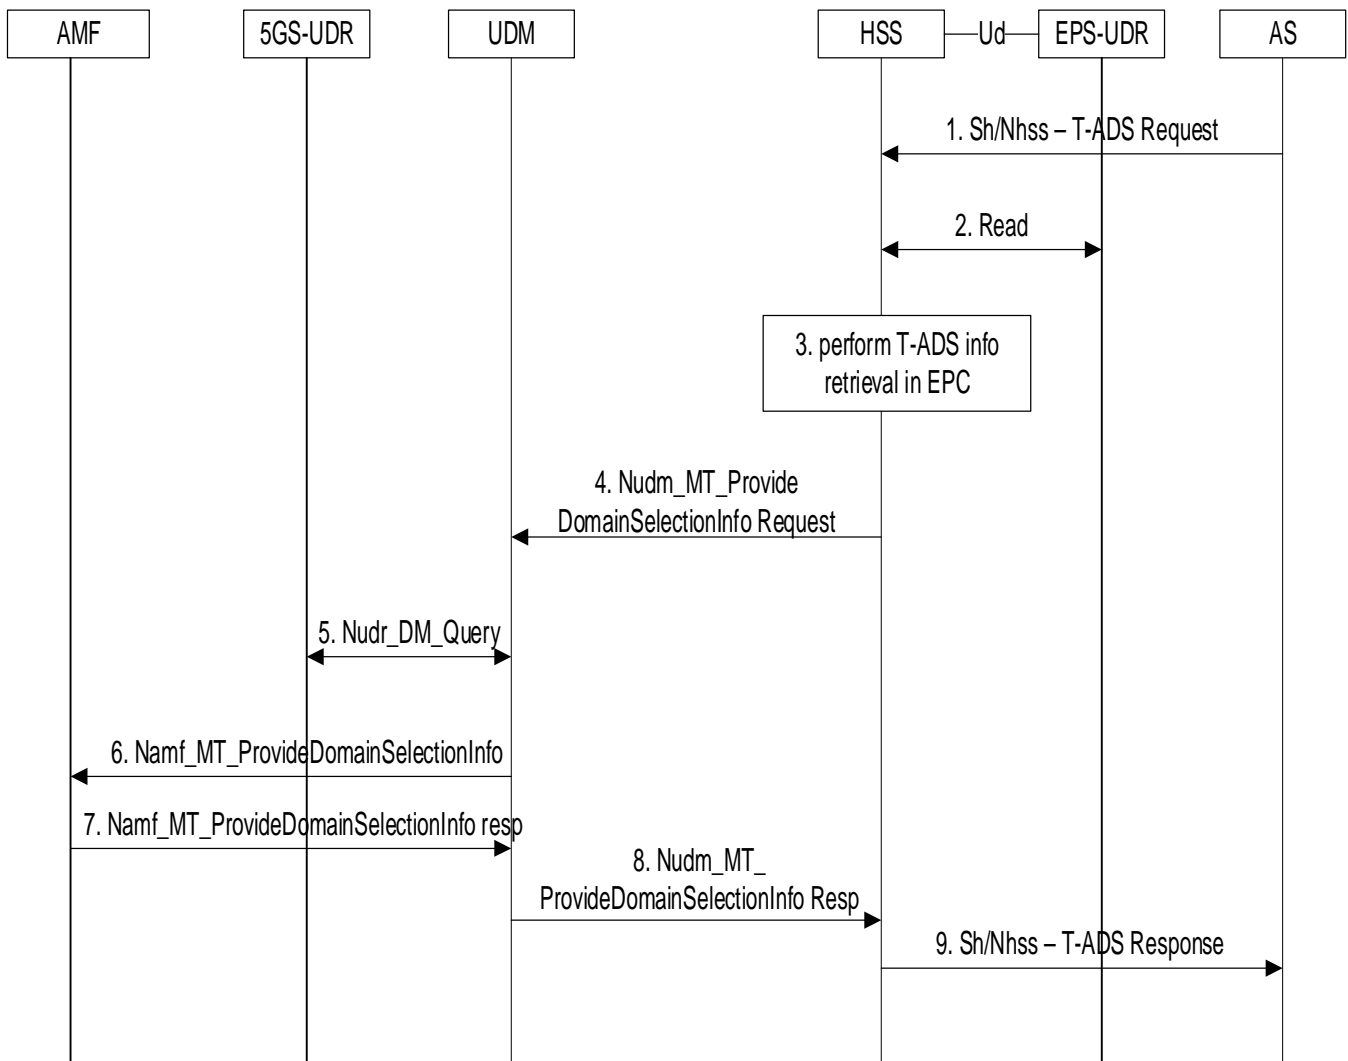 AMF
5GS-UDR
UDM
HSS
Ud
EPS-UDR
AS
1. Sh/Nhss – T-ADS Request
2. Read
3. perform T-ADS info
retrieval in EPC
4. Nudm_MT_Provide
DomainSelectionInfo Request
5. Nudr_DM_Query
6. Namf_MT_ProvideDomainSelectionInfo
7. Namf_MT_ProvideDomainSelectionInfo resp
8. Nudm_MT_
ProvideDomainSelectionInfo Resp
9. Sh/Nhss – T-ADS Response